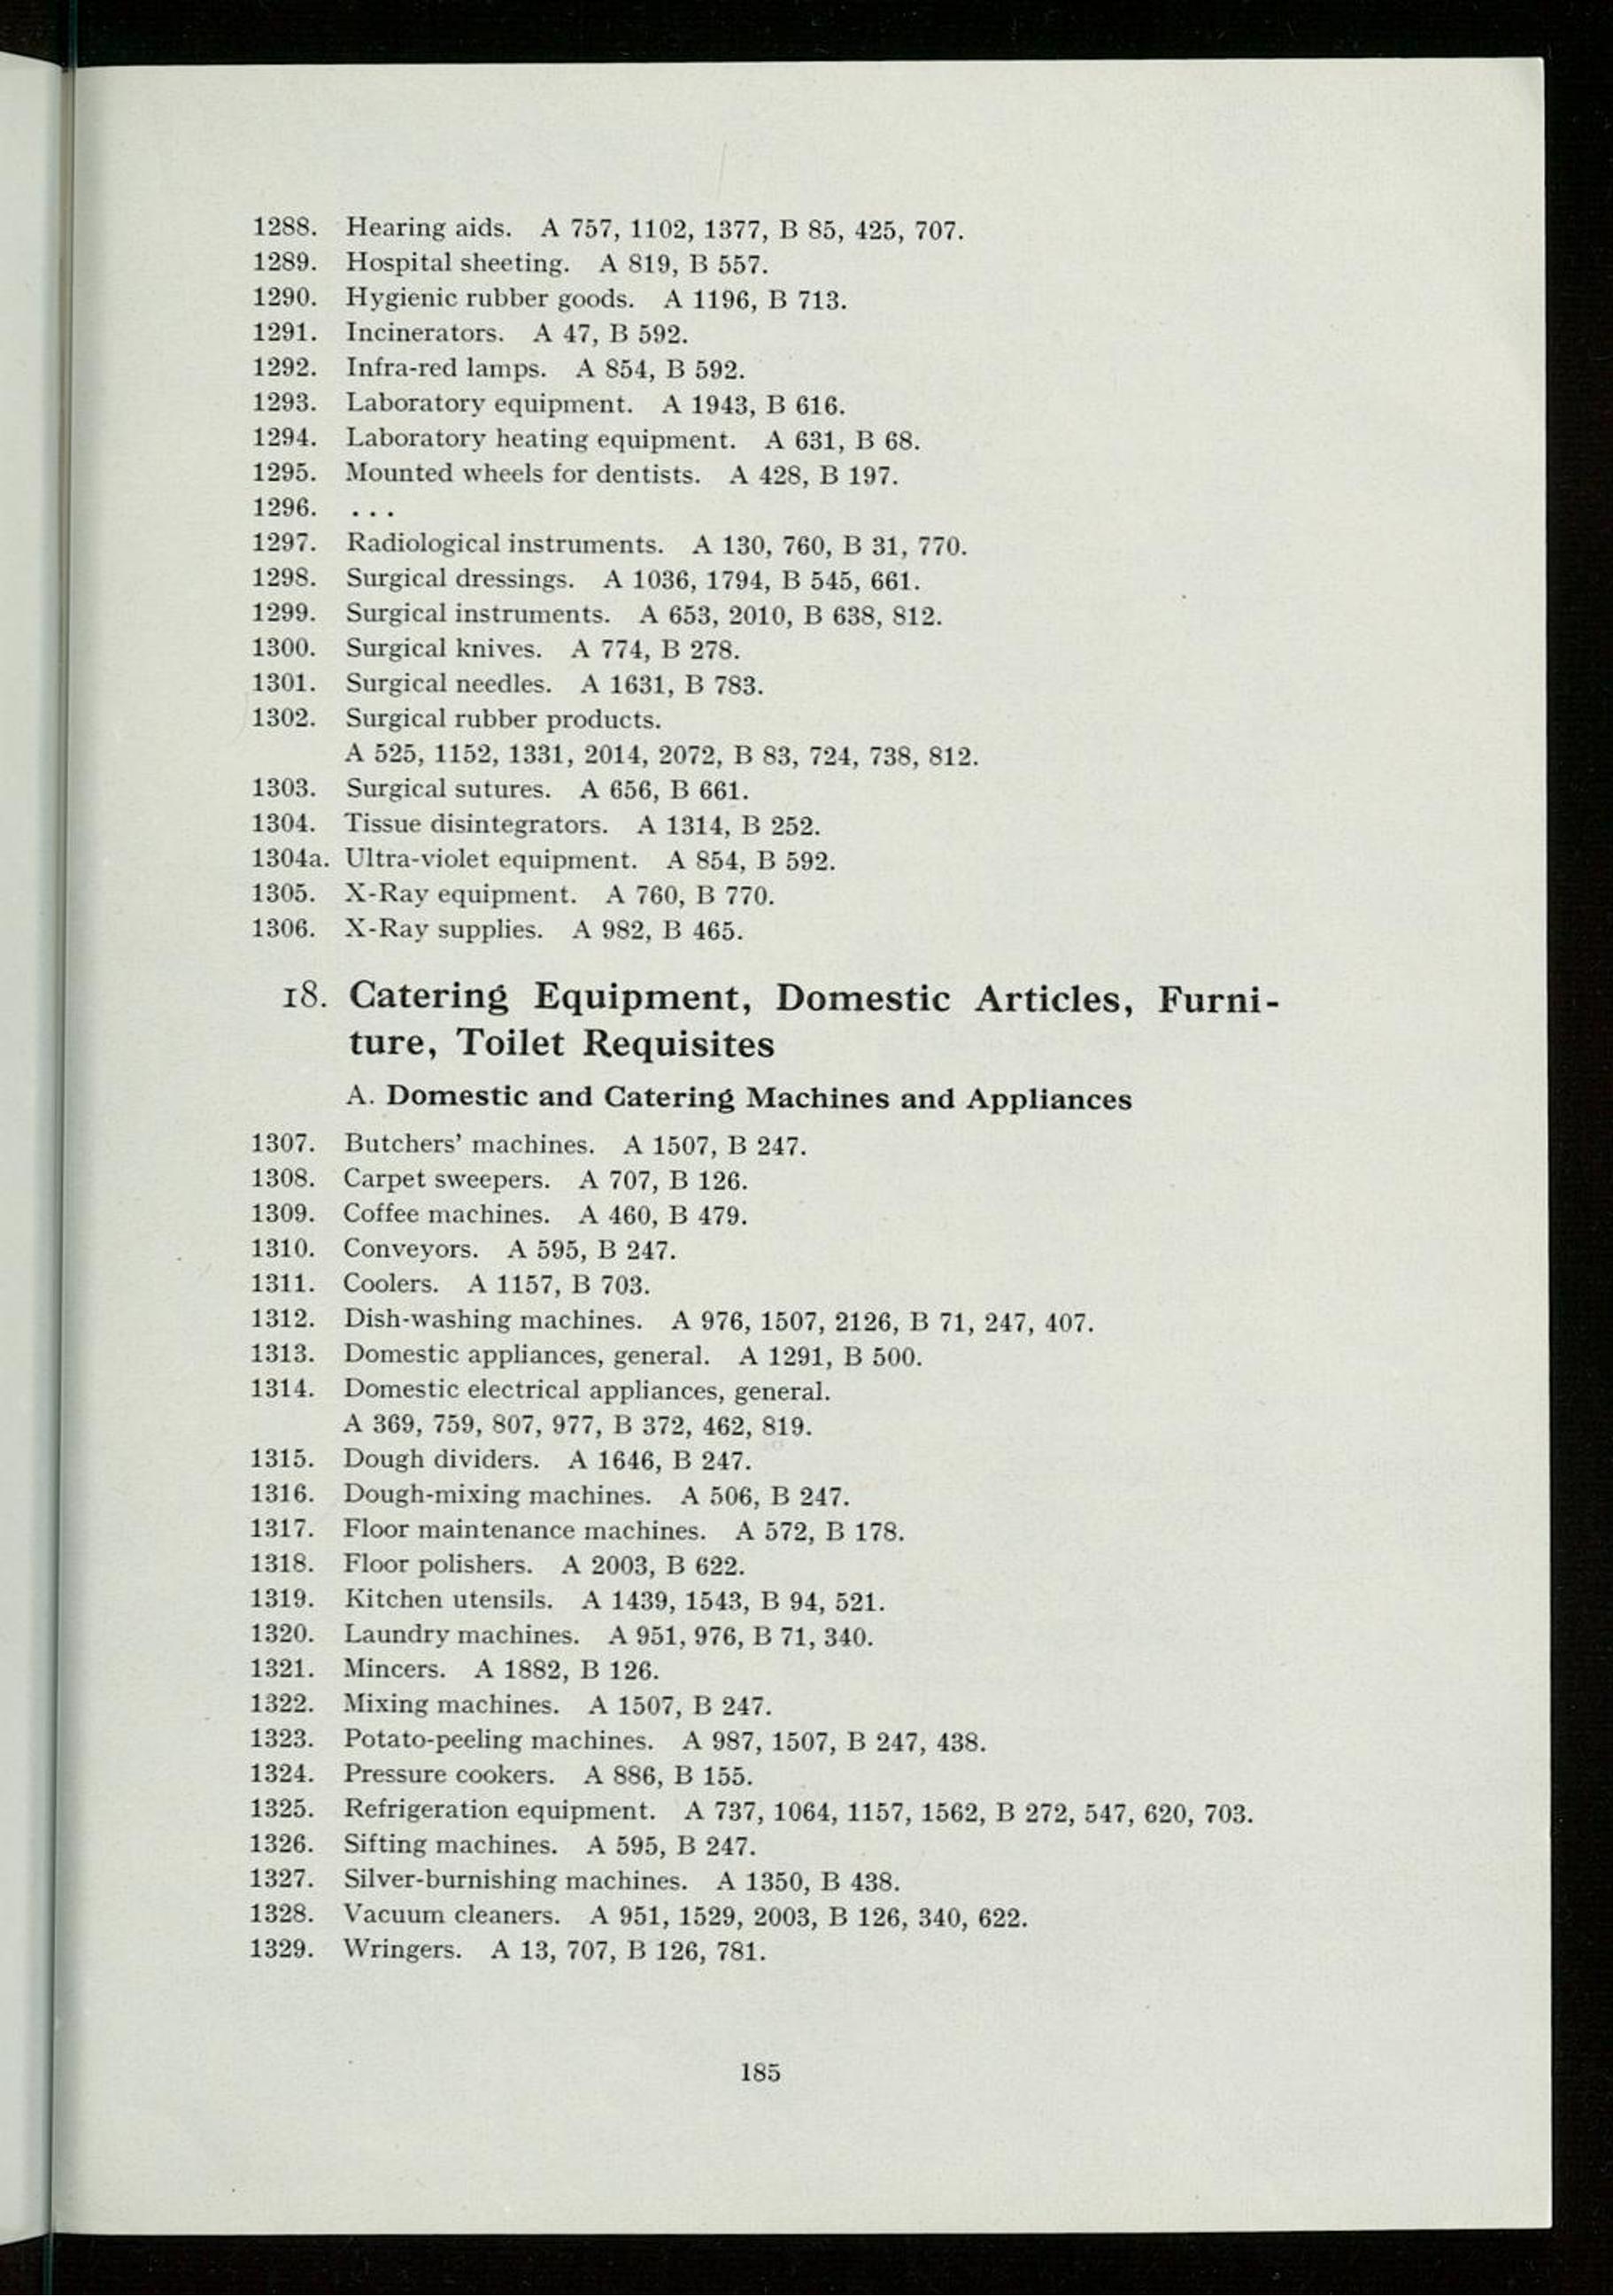 1288. Hearing aids. A 757, 1102, 1377, B 85, 425, 707.
1289. Hospital sheeting. A 819, B 557.
1290. Hygienic rubber goods. A 1196, B 713.
1291. Incinerators. A 47, B 592.
1292. Infra-red lamps. A 854, B 592.
1293. Laboratory equipment. A 1943, B 616.
1294. Laboratory heating equipment. A 631, B 68.
1295. Mounted wheels for dentists. A 428, B 197.
1296. ...
1297. Radiological instruments. A 130, 760, B 31, 770.
1298. Surgical dressings. A 1036, 1794, B 545, 661.
1299. Surgical instruments. A 653, 2010, B 638, 812.
1300. Surgical knives. A 774, B 278.
1301. Surgical needles. A 1631, B 783.
1302. Surgical rubber products.
A 525, 1152, 1331, 2014, 2072, B 83, 724, 738, 812.
1303. Surgical sutures. A 656, B 661.
1304. Tissue disintegrators. A 1314, B 252.
1304a. Ultra-violet equipment. A 854, B 592.
1305. X-Ray equipment. A 760, B 770.
1306. X-Ray supplies. A 982, B 465.
18. Catering Equipment, Domestic Articles, Furni-
ture, Toilet Requisites
A. Domestic and Catering Machines and Appliances
1307. Butchers' machines. A 1507, B 247.
1308. Carpet sweepers. A 707, B 126.
1309. Coffee machines. A 460, B 479.
1310. Conveyors. A 595, B 247.
1311. Coolers. A 1157, B 703.
1312. Dish-washing machines. A 976, 1507, 2126, B 71, 247, 407.
1313. Domestic appliances, general. A 1291, B 500.
1314. Domestic electrical appliances, general.
A 369, 759, 807, 977, B 372, 462, 819.
1315. Dough dividers. A 1646, B 247.
1316. Dough-mixing machines. A 506, B 247.
1317. Floor maintenance machines. A 572, B 178.
1318. Floor polishers. A 2003, B 622.
1319. Kitchen utensils. A 1439, 1543, B 94, 521.
1320. Laundry machines. A 951, 976, B 71, 340.
1321. Mincers. A 1882, B 126.
1322. Mixing machines. A 1507, B 247.
1323. Potato-peeling machines. A 987, 1507, B 247, 438.
1324. Pressure cookers. A 886, B 155.
1325. Refrigeration equipment. A 737, 1064, 1157, 1562, B 272, 547, 620, 703.
1326. Sifting machines. A 595, B 247.
1327. Silver-burnishing machines. A 1350, B 438.
1328. Vacuum cleaners. A 951, 1529, 2003, B 126, 340, 622.
1329. Wringers. A 13, 707, B 126, 781.
185